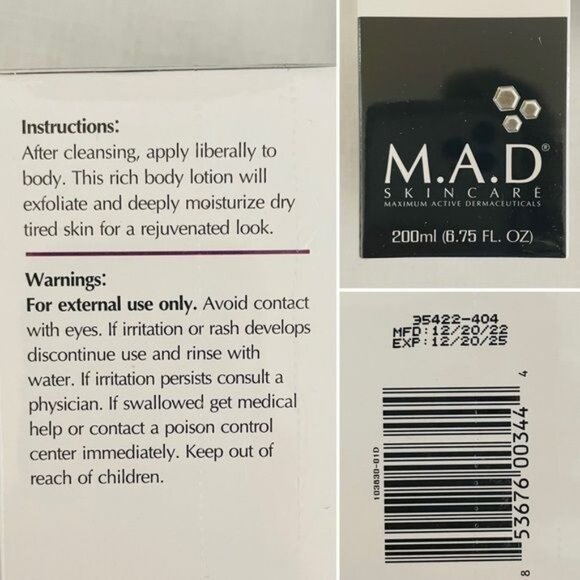 Instructions:
After cleansing, apply liberally to
body. This rich body lotion will
exfoliate and deeply moisturize dry
tired skin for a rejuvenated look.
Warnings:
For external use only. Avoid contact
with eyes. If irritation or rash develops
discontinue use and rinse with
water. If irritation persists consult a
physician. If swallowed get medical
help or contact a poison control
center immediately. Keep out of
reach of children.
M.A.D®
SKINCARE
MAXIMUM ACTIVE DERMACEUTICALS
200ml (6.75 FL. OZ)
35422-404
MFD:12/20/22
EXP:12/20/25
103830-01D
8 53676 00344 4